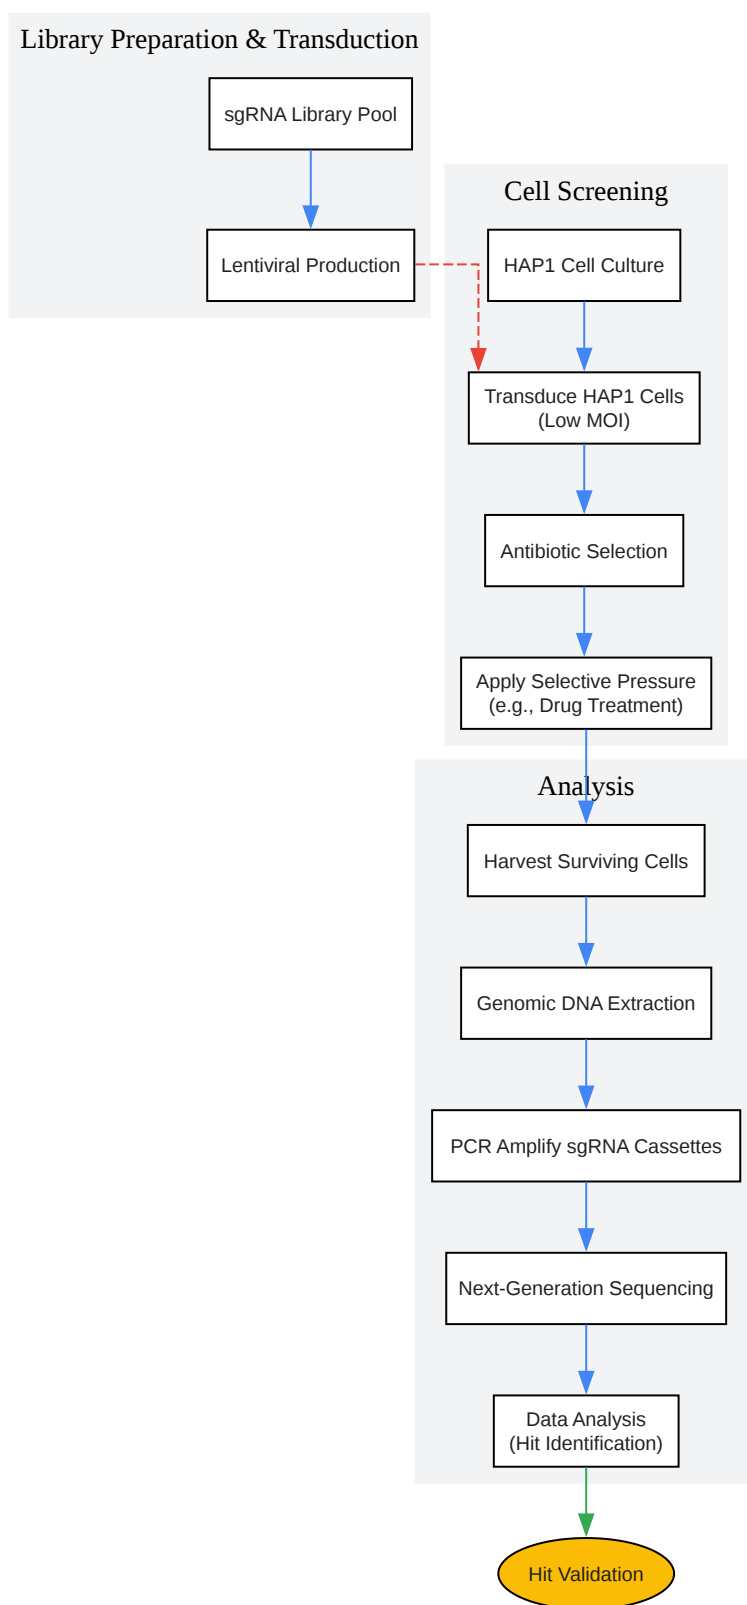 Library Preparation & Transduction
sgRNA Library Pool
Lentiviral Production
Cell Screening
HAP1 Cell Culture
Transduce HAP1 Cells
(Low MOI)
Antibiotic Selection
Apply Selective Pressure
(e.g., Drug Treatment)
Analysis
Harvest Surviving Cells
Genomic DNA Extraction
PCR Amplify sgRNA Cassettes
Next-Generation Sequencing
Data Analysis
(Hit Identification)
Hit Validation